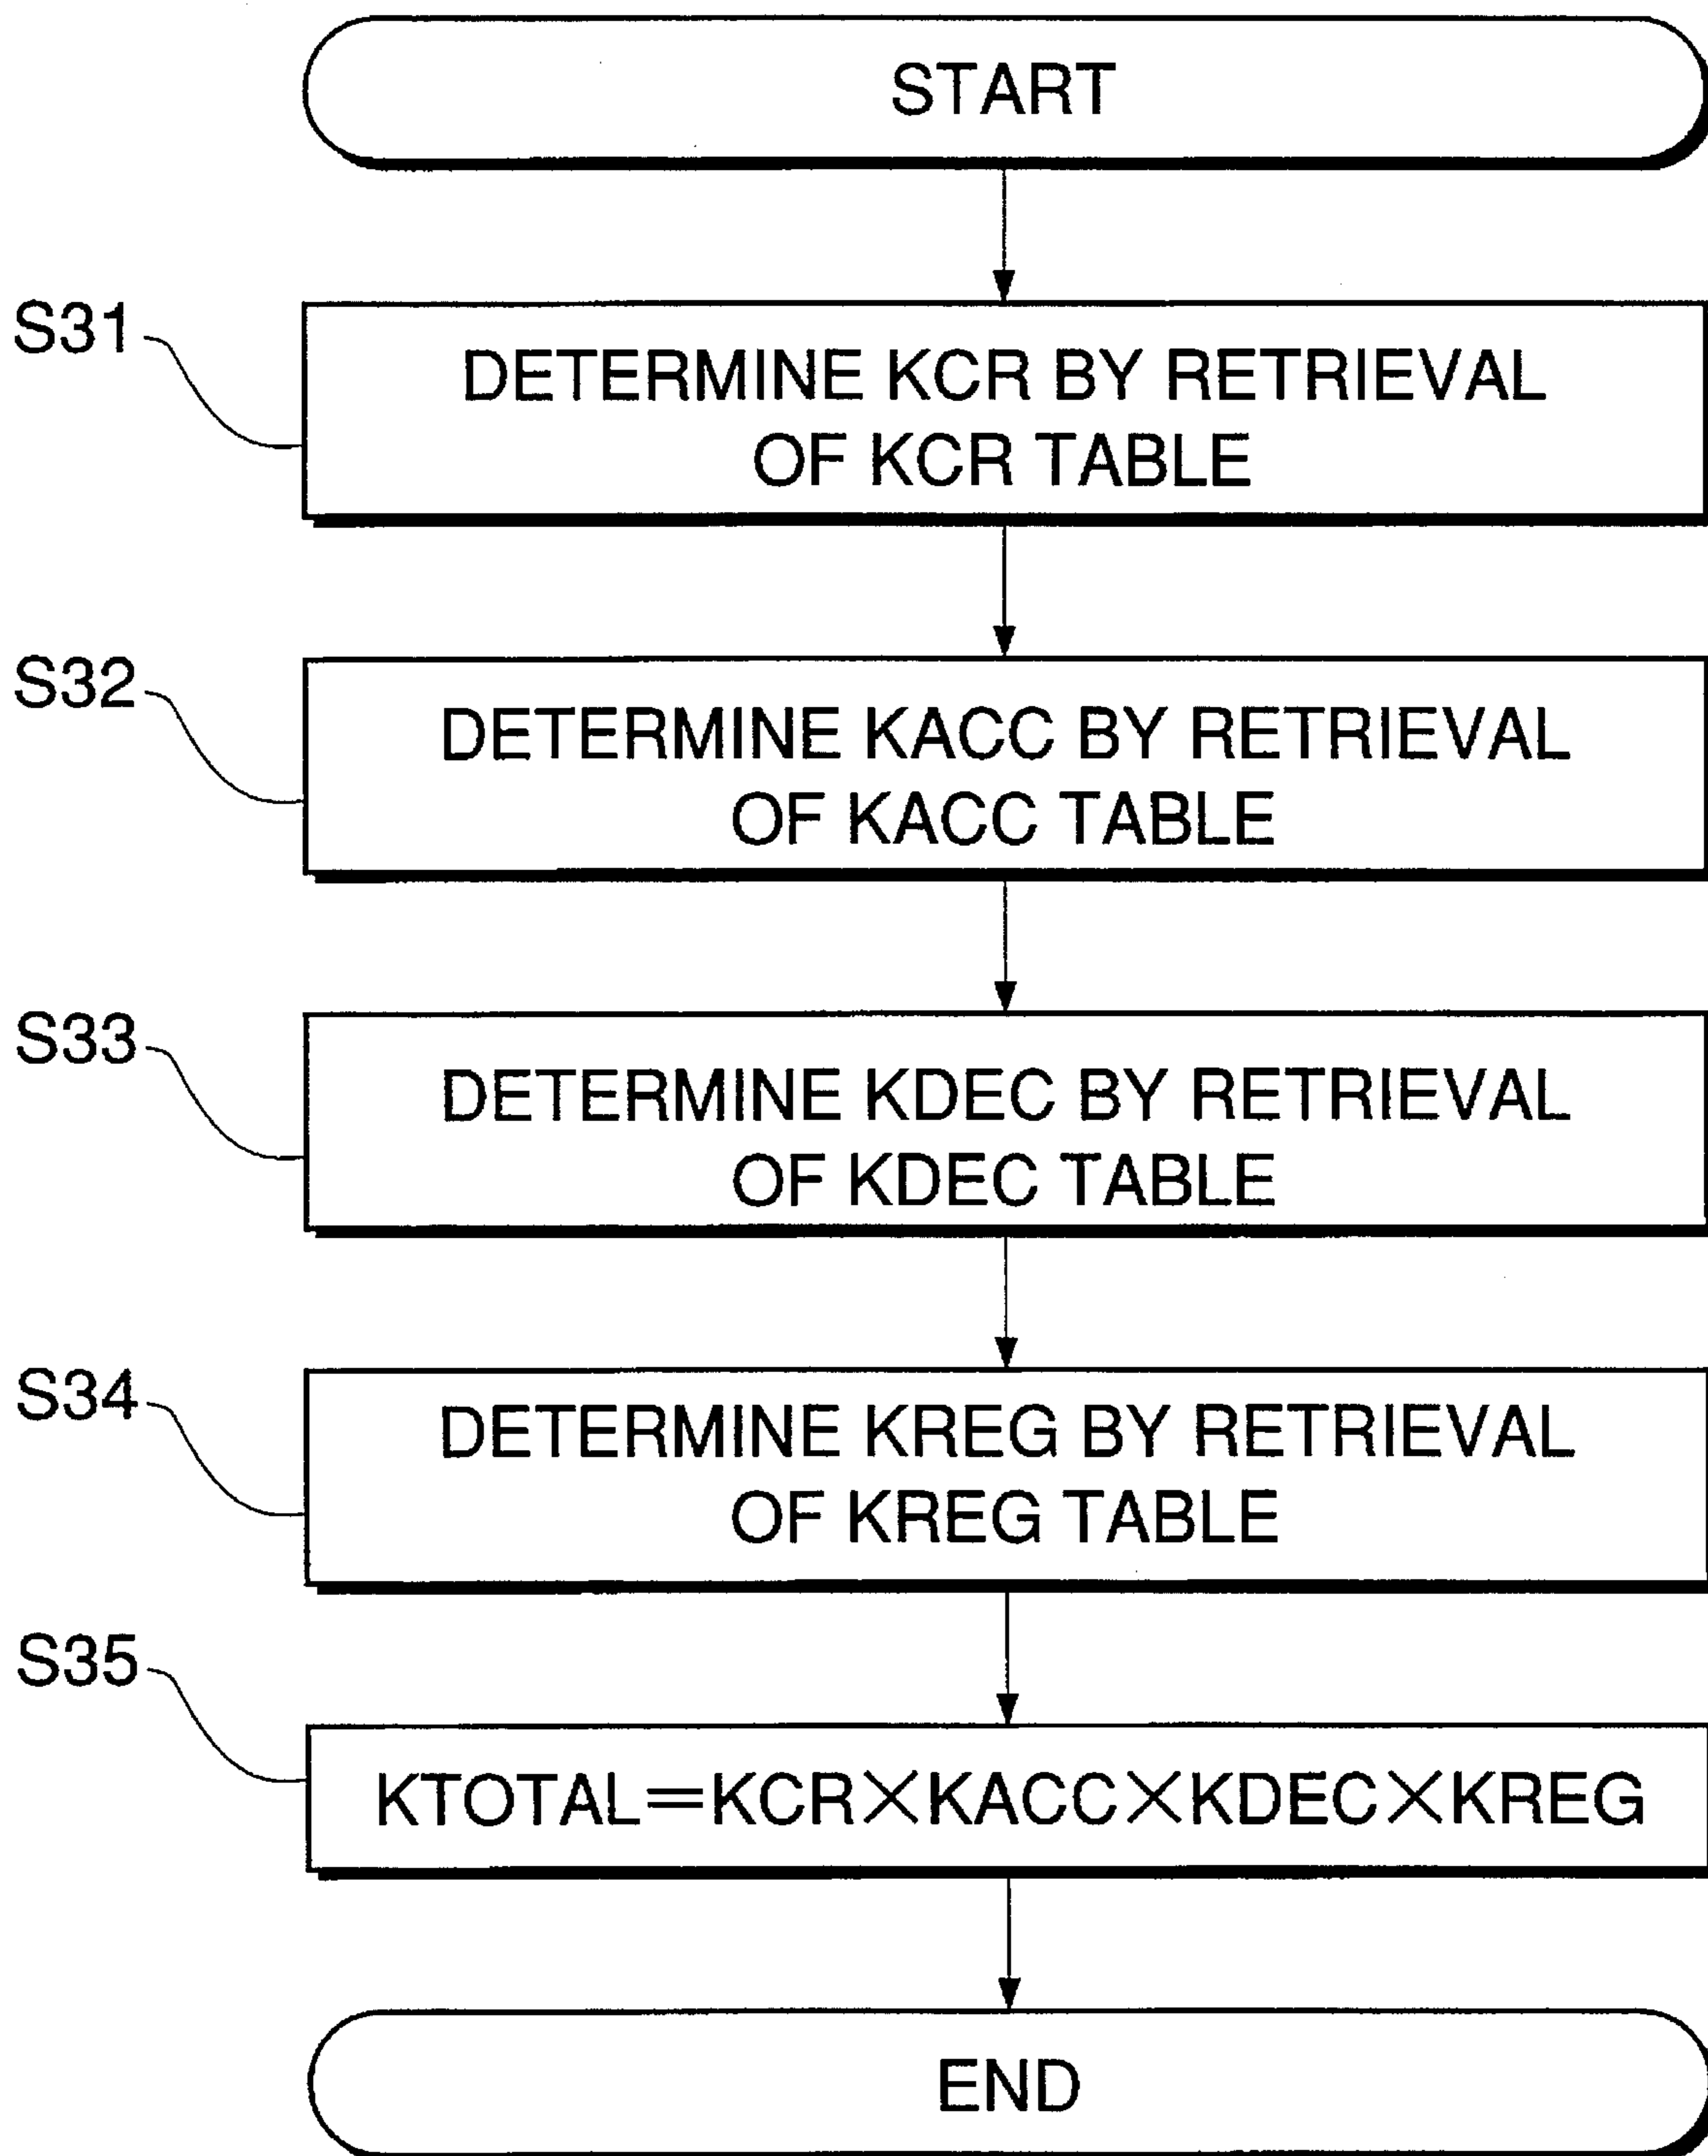 START
S31
DETERMINE KCR BY RETRIEVAL
OF KCR TABLE
S32
DETERMINE KACC BY RETRIEVAL
OF KACC TABLE
S33
DETERMINE KDEC BY RETRIEVAL
OF KDEC TABLE
S34
DETERMINE KREG BY RETRIEVAL
OF KREG TABLE
S35
KTOTAL=KCR×KACC×KDEC×KREG
END